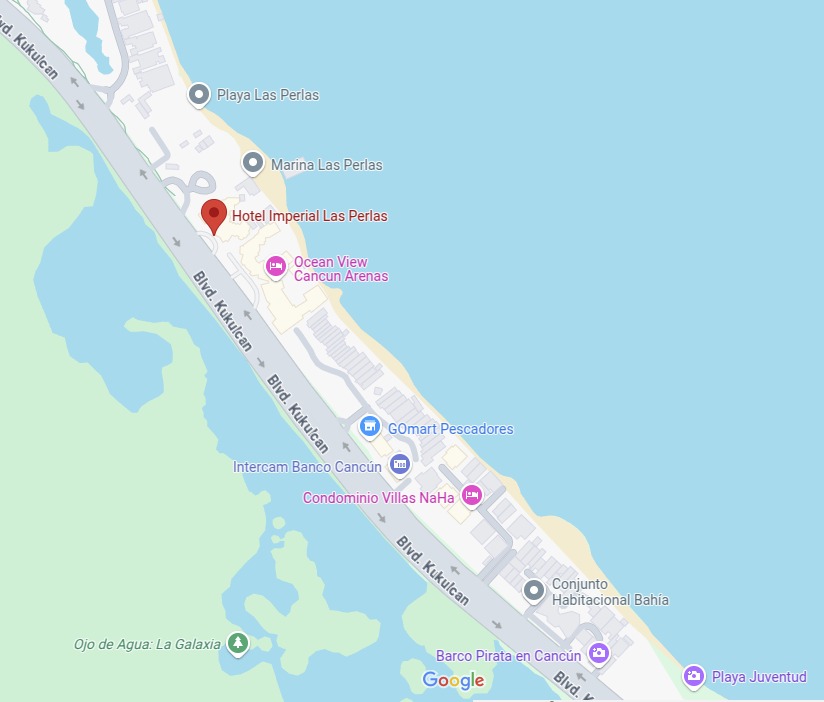 Blvd. Kukulcan
Playa Las Perlas
Marina Las Perlas
Hotel Imperial Las Perlas
Ocean View
Cancun Arenas
Blvd. Kukulcan
Blvd. Kukulcan
GOmart Pescadores
Intercam Banco Cancún
Condominio Villas NaHa
Blvd. Kukulcan
Conjunto
Habitacional Bahía
Ojo de Agua: La Galaxia
Barco Pirata en Cancún
Google
Playa Juventud
Blvd. K